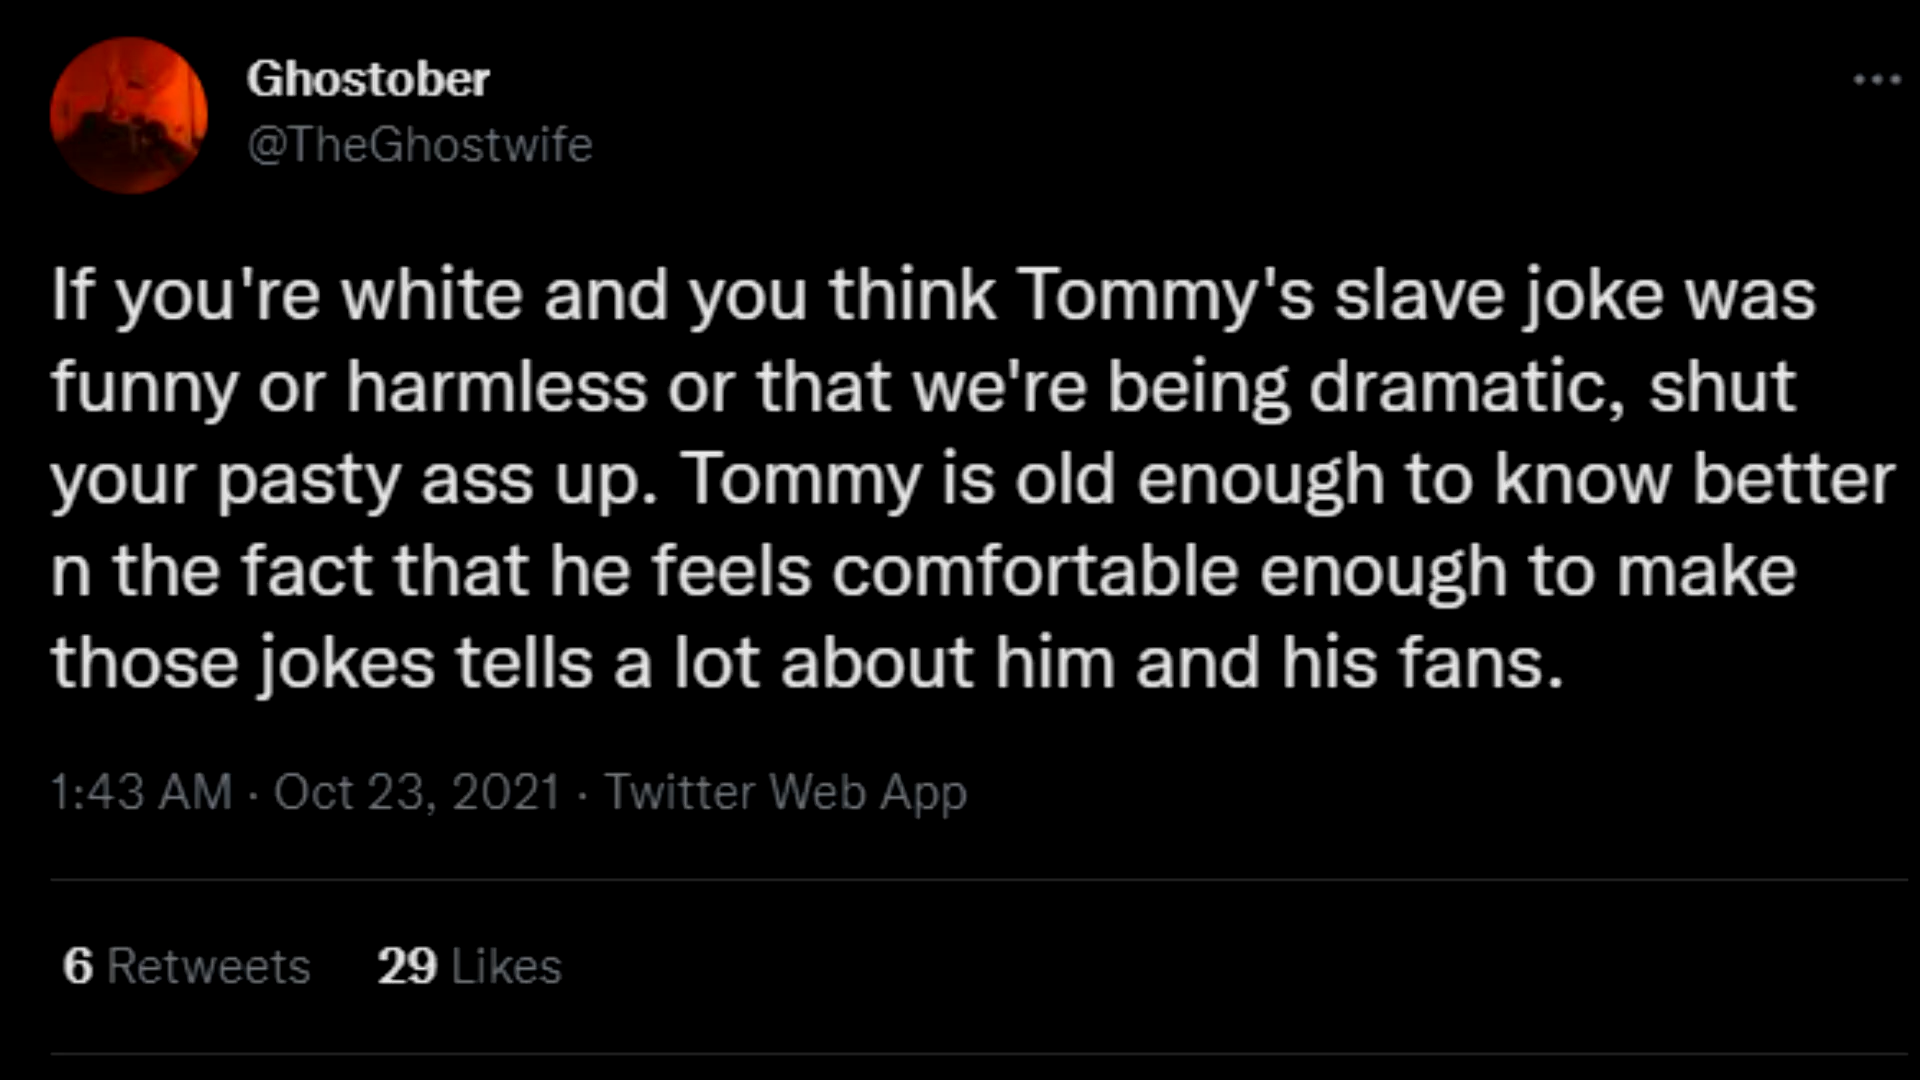 Ghostober
@TheGhostwife
If you're white and you think Tommy's slave joke was
funny or harmless or that we're being dramatic, shut
your pasty ass up. Tommy is old enough to know better
n the fact that he feels comfortable enough to make
those jokes tells a lot about him and his fans.
1:43 AM · Oct 23, 2021 · Twitter Web App
6 Retweets 29 Likes